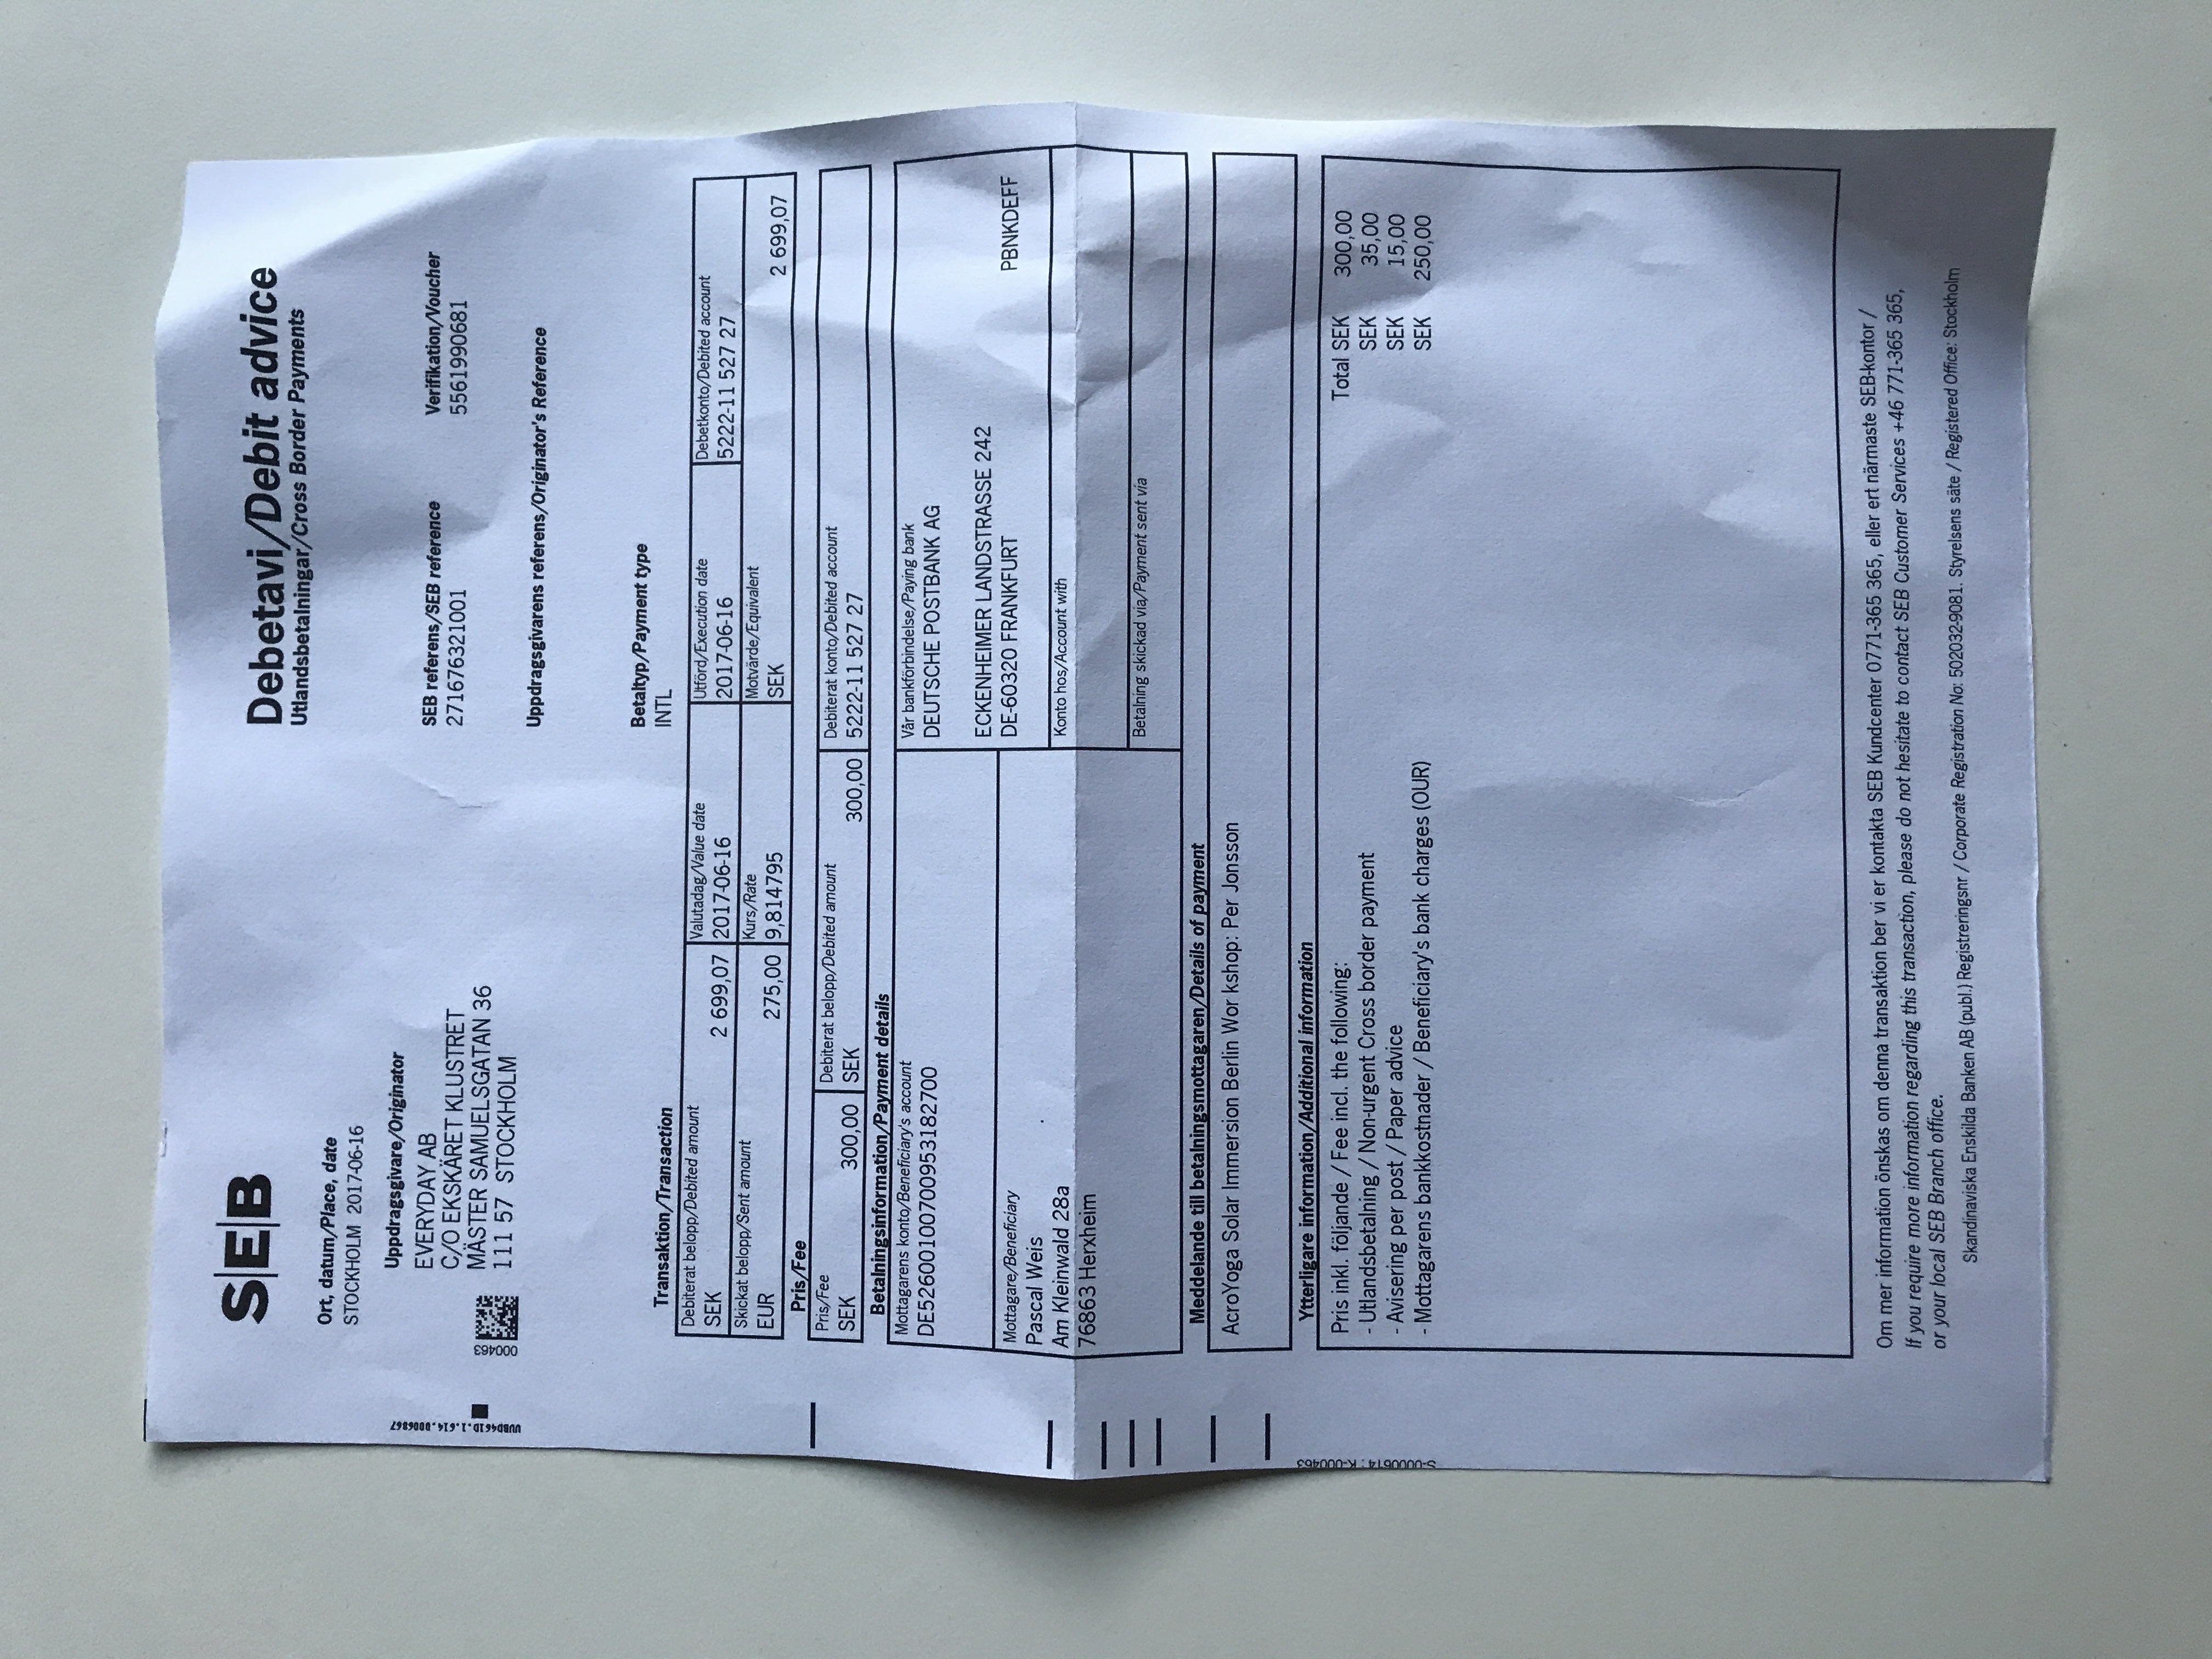 S|E|B
Debetavi/Debit advice
Utlandsbetalningar/Cross Border Payments
Ort, datum/Place, date
STOCKHOLM 2017-06-16
Uppdragsgivare/Originator
EVERYDAY AB
C/O EKSKÄRET KLUSTRET
MÄSTER SAMUELSGATAN 36
111 57 STOCKHOLM
UUBD461D.1.614.0006867
000463
SEB referens/SEB reference
271676321001
Verifikation/Voucher
5561990681
Uppdragsgivarens referens/Originator's Reference
Betaltyp/Payment type
INTL
Transaktion/Transaction
Debiterat belopp/Debited amount
SEK 2 699,07
Valutadag/Value date
2017-06-16
Utförd/Execution date
2017-06-16
Debetkonto/Debited account
5222-11 527 27
Skickat belopp/Sent amount
EUR 275,00
Kurs/Rate
9,814795
Motvärde/Equivalent
SEK 2 699,07
Pris/Fee
Pris/Fee
SEK 300,00
Debiterat belopp/Debited amount
SEK 300,00
Debiterat konto/Debited account
5222-11 527 27
Betalningsinformation/Payment details
Mottagarens konto/Beneficiary's account
DE52600100700953182700
Vår bankförbindelse/Paying bank
DEUTSCHE POSTBANK AG
ECKENHEIMER LANDSTRASSE 242
DE-60320 FRANKFURT PBNKDEFF
Mottagare/Beneficiary
Pascal Weis
Am Kleinwald 28a
76863 Herxheim
Konto hos/Account with
Betalning skickad via/Payment sent via
Meddelande till betalningsmottagaren/Details of payment
AcroYoga Solar Immersion Berlin Wor kshop: Per Jonsson
Ytterligare information/Additional information
Pris inkl. följande / Fee incl. the following: Total SEK 300,00
- Utlandsbetalning / Non-urgent Cross border payment SEK 35,00
- Avisering per post / Paper advice SEK 15,00
- Mottagarens bankkostnader / Beneficiary's bank charges (OUR) SEK 250,00
S-0000614 : K-000463
Om mer information önskas om denna transaktion ber vi er kontakta SEB Kundcenter 0771-365 365, eller ert närmaste SEB-kontor /
If you require more information regarding this transaction, please do not hesitate to contact SEB Customer Services +46 771-365 365,
or your local SEB Branch office.
Skandinaviska Enskilda Banken AB (publ.) Registreringsnr / Corporate Registration No: 502032-9081. Styrelsens säte / Registered Office: Stockholm